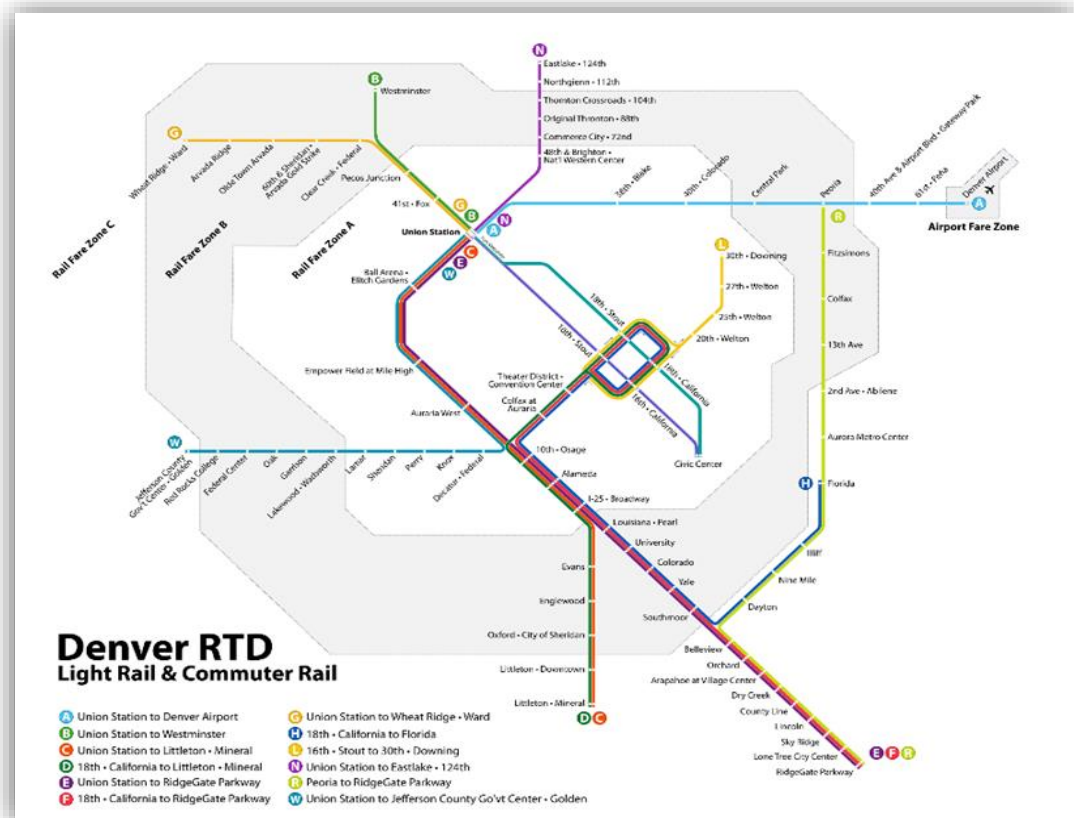 N
Eastlake • 124th
Northglenn • 112th
Thornton Crossroads • 104th
Original Thronton • 88th
Commerce City • 72nd
48th & Brighton •
Nat'l Western Center
B
Westminster
G
Wheat Ridge • Ward
Arvada Ridge
Olde Town Arvada
60th & Sheridan •
Arvada Gold Strike
Clear Creek • Federal
Pecos Junction
41st • Fox
G
B
N
A
Union Station
C
E
W
Rail Fare Zone C
Rail Fare Zone B
Rail Fare Zone A
38th • Blake
40th • Colorado
Central Park
Peoria
40th Ave & Airport Blvd • Gateway Park
61st • Peña
Denver Airport
A
Airport Fare Zone
R
Fitzsimons
Colfax
13th Ave
2nd Ave • Abilene
Aurora Metro Center
H
Florida
Iliff
Nine Mile
Dayton
L
30th • Downing
27th • Welton
25th • Welton
20th • Welton
Ball Arena •
Elitch Gardens
Empower Field at Mile High
Auraria West
18th • Stout
16th • Stout
18th • California
16th • California
Civic Center
Theater District •
Convention Center
Colfax at
Auraria
W
Jefferson County
Gov't Center • Golden
Red Rocks College
Federal Center
Oak
Garrison
Lakewood • Wadsworth
Lamar
Sheridan
Perry
Knox
Decatur • Federal
10th • Osage
Alameda
I-25 • Broadway
Louisiana • Pearl
University
Colorado
Yale
Southmoor
Evans
Englewood
Oxford • City of Sheridan
Littleton • Downtown
Littleton • Mineral
D
C
Belleview
Orchard
Arapahoe at Village Center
Dry Creek
County Line
Lincoln
Sky Ridge
Lone Tree City Center
RidgeGate Parkway
E
F
R
Denver RTD
Light Rail & Commuter Rail
A Union Station to Denver Airport
B Union Station to Westminster
C Union Station to Littleton • Mineral
D 18th • California to Littleton • Mineral
E Union Station to RidgeGate Parkway
F 18th • California to RidgeGate Parkway
G Union Station to Wheat Ridge • Ward
H 18th • California to Florida
L 16th • Stout to 30th • Downing
N Union Station to Eastlake • 124th
R Peoria to RidgeGate Parkway
W Union Station to Jefferson County Go'vt Center • Golden